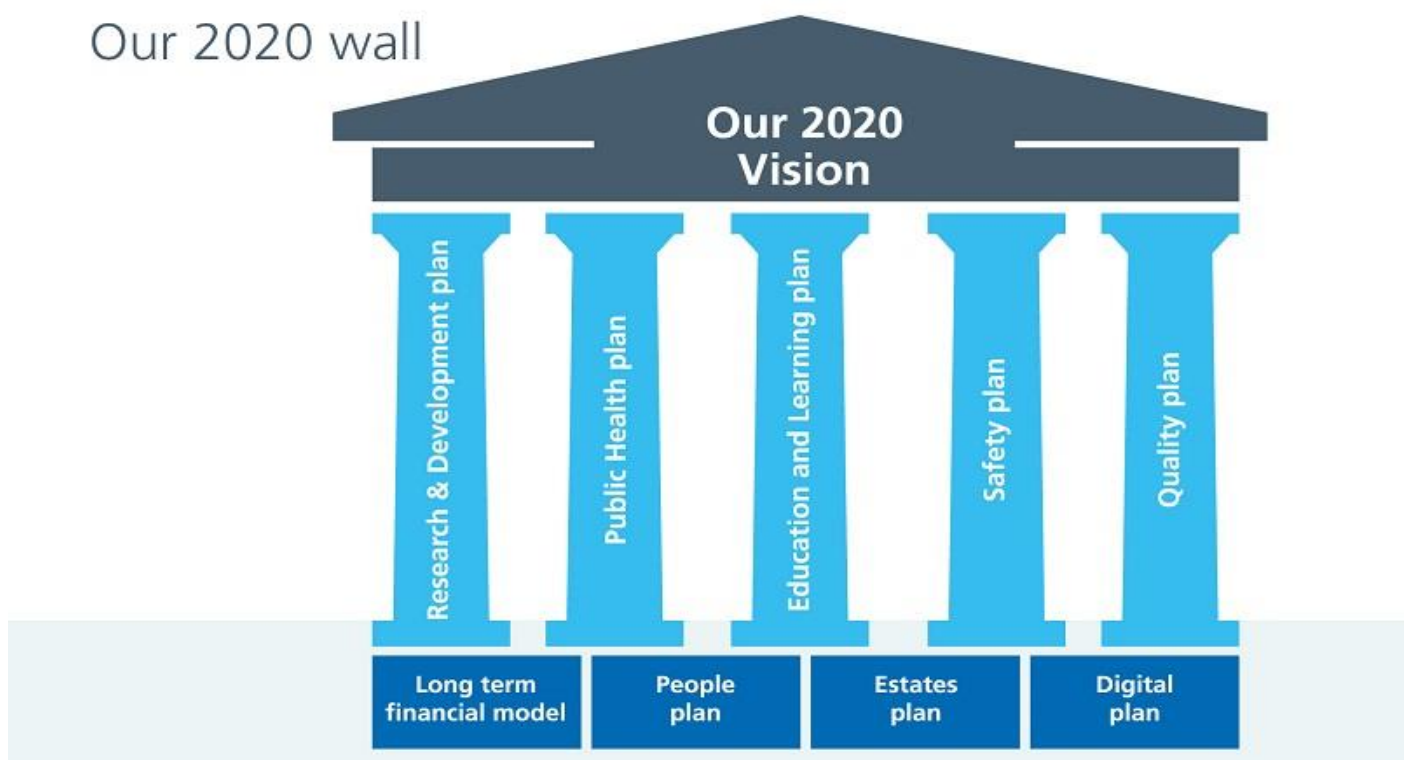 Our 2020 wall
Our 2020
Vision
Research & Development plan
Public Health plan
Education and Learning plan
Safety plan
Quality plan
Long term
financial model
People
plan
Estates
plan
Digital
plan